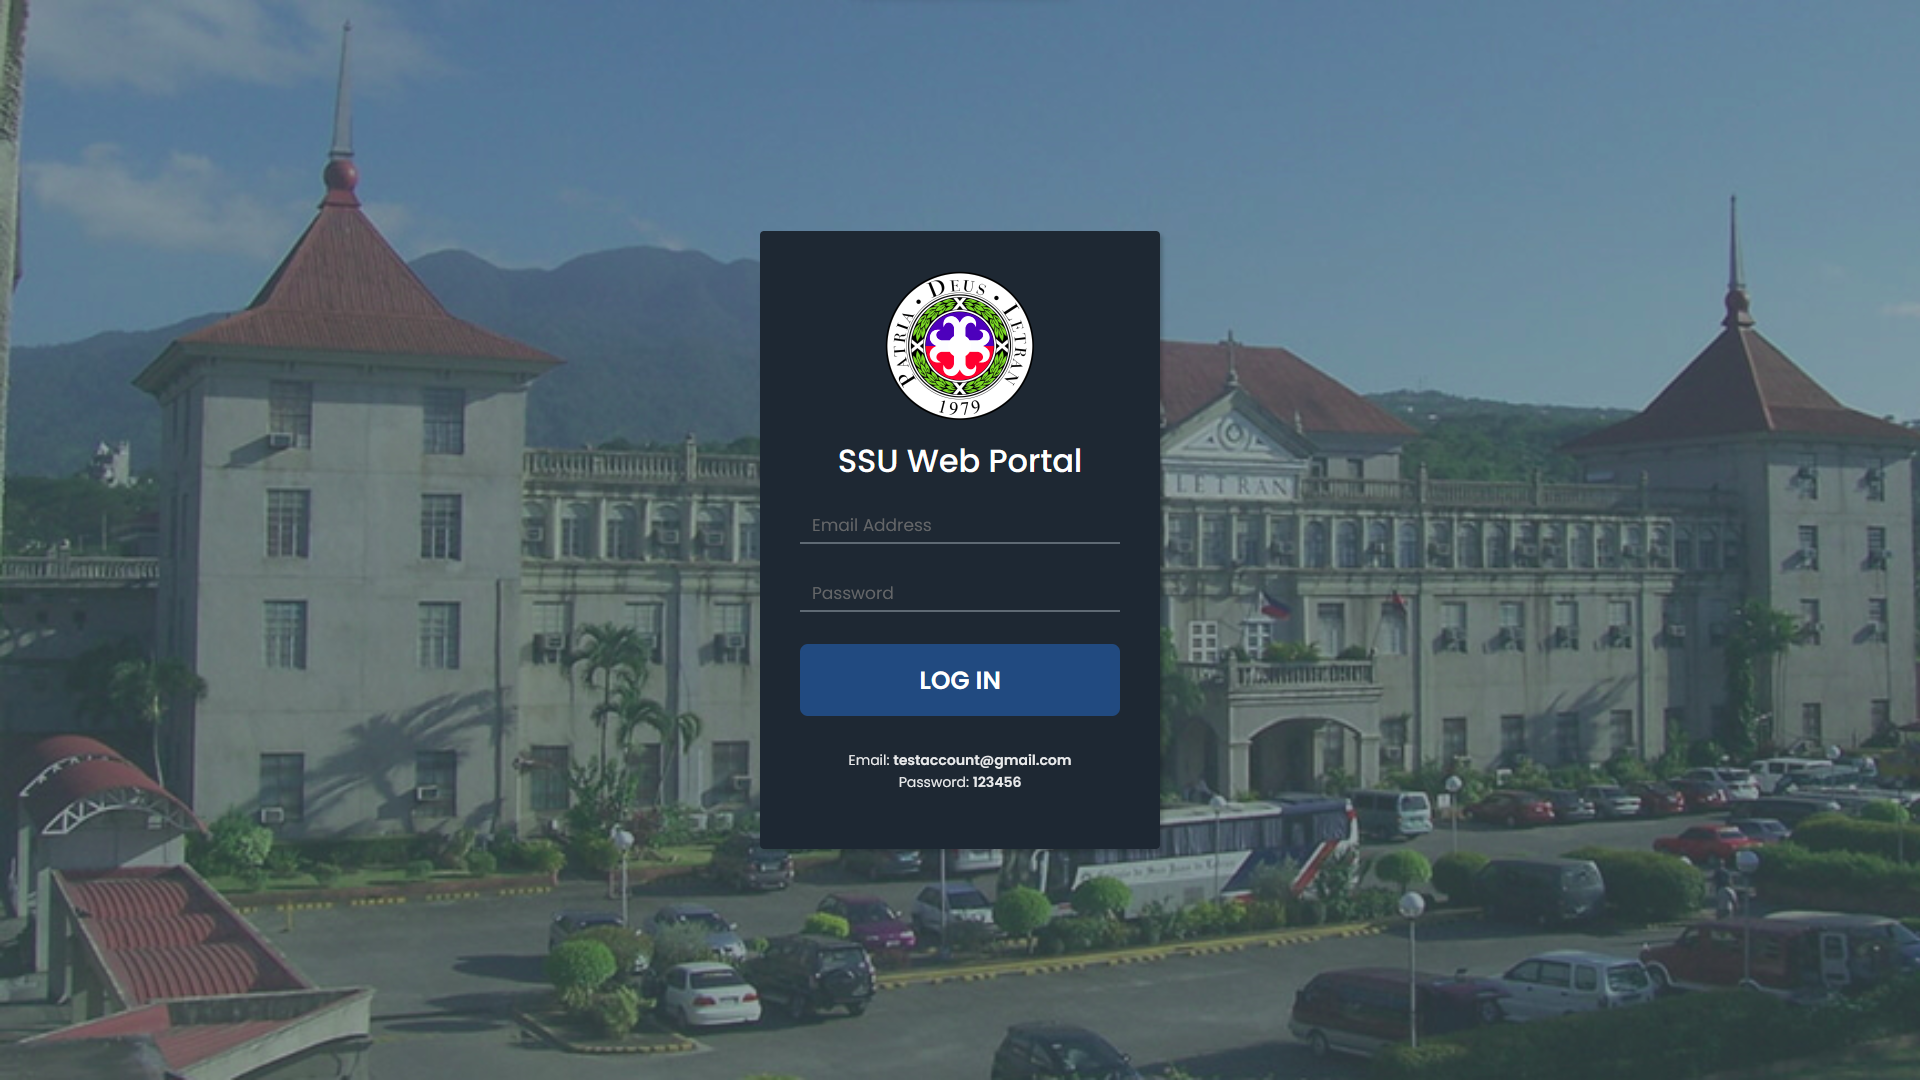 PATRIA • DEUS • LETRAN
1979
SSU Web Portal
Email Address
Password
LOG IN
Email: testaccount@gmail.com
Password: 123456
LETRAN